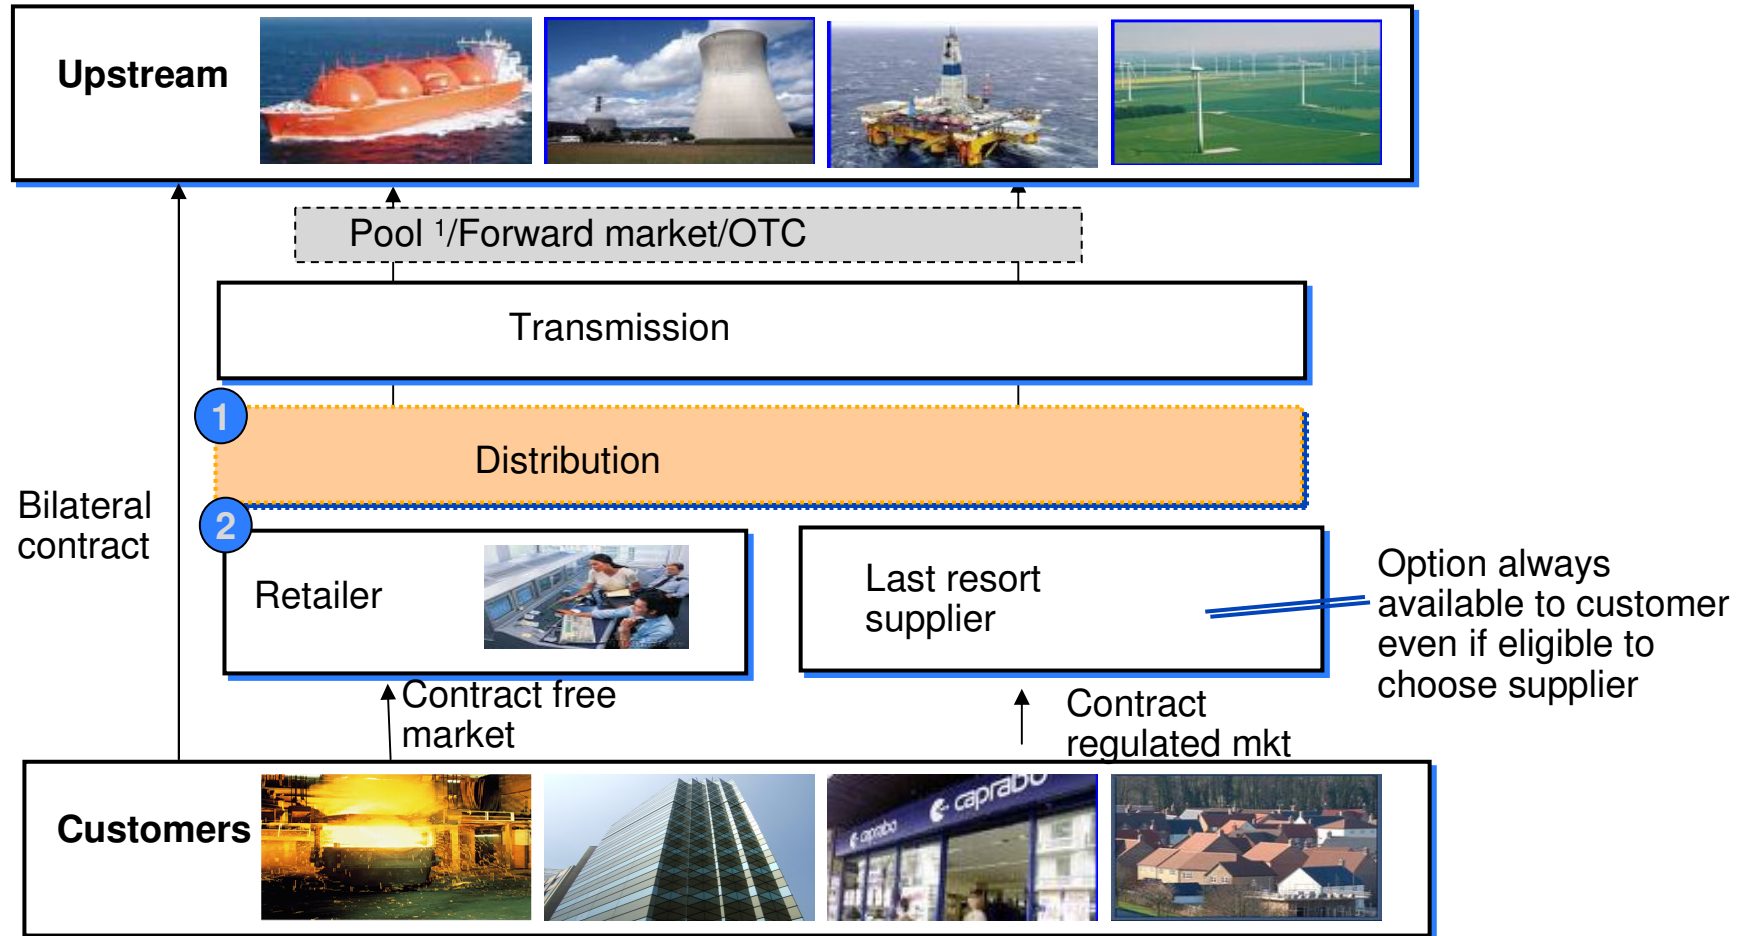 Upstream
Pool ¹/Forward market/OTC
Transmission
1
Distribution
2
Bilateral
contract
Retailer
Last resort
supplier
Option always
available to customer
even if eligible to
choose supplier
Contract free
market
Contract
regulated mkt
Customers
caprabo
caprabo